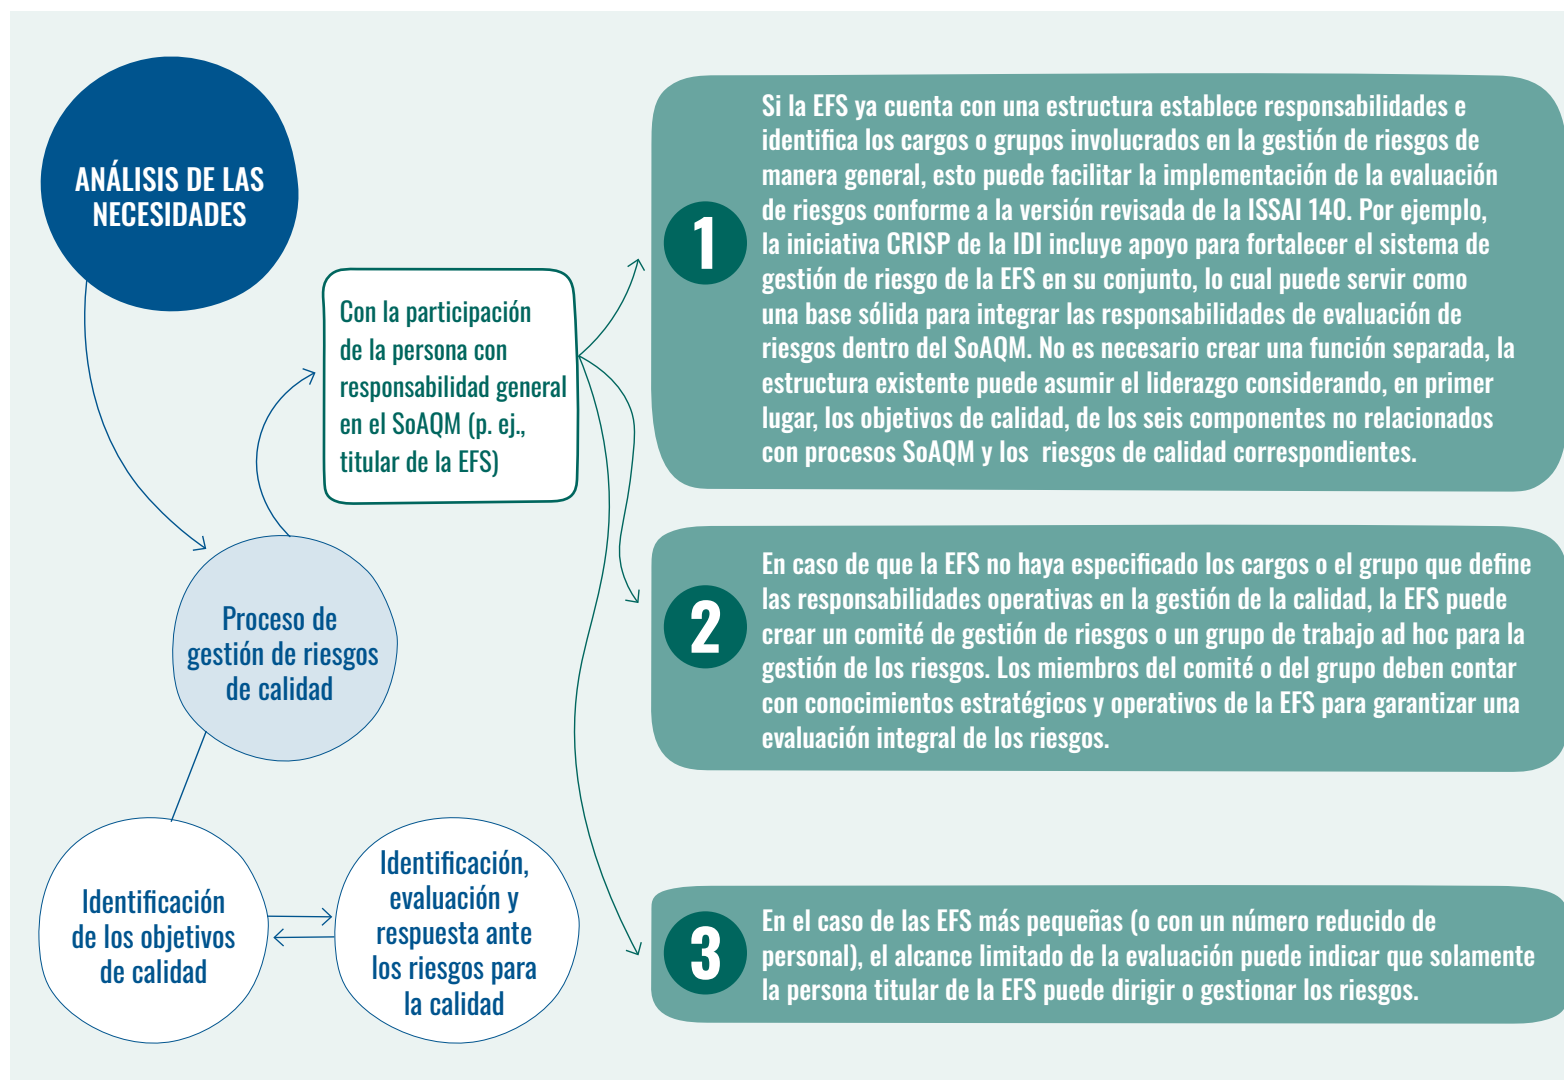 ANÁLISIS DE LAS
NECESIDADES
Proceso de
gestión de riesgos
de calidad
Identificación
de los objetivos
de calidad
Identificación,
evaluación y
respuesta ante
los riesgos para
la calidad
Con la participación
de la persona con
responsabilidad general
en el SoAQM (p. ej.,
titular de la EFS)
1
Si la EFS ya cuenta con una estructura establece responsabilidades e
identifica los cargos o grupos involucrados en la gestión de riesgos de
manera general, esto puede facilitar la implementación de la evaluación
de riesgos conforme a la versión revisada de la ISSAI 140. Por ejemplo,
la iniciativa CRISP de la IDI incluye apoyo para fortalecer el sistema de
gestión de riesgo de la EFS en su conjunto, lo cual puede servir como
una base sólida para integrar las responsabilidades de evaluación de
riesgos dentro del SoAQM. No es necesario crear una función separada, la
estructura existente puede asumir el liderazgo considerando, en primer
lugar, los objetivos de calidad, de los seis componentes no relacionados
con procesos SoAQM y los riesgos de calidad correspondientes.
2
En caso de que la EFS no haya especificado los cargos o el grupo que define
las responsabilidades operativas en la gestión de la calidad, la EFS puede
crear un comité de gestión de riesgos o un grupo de trabajo ad hoc para la
gestión de los riesgos. Los miembros del comité o del grupo deben contar
con conocimientos estratégicos y operativos de la EFS para garantizar una
evaluación integral de los riesgos.
3
En el caso de las EFS más pequeñas (o con un número reducido de
personal), el alcance limitado de la evaluación puede indicar que solamente
la persona titular de la EFS puede dirigir o gestionar los riesgos.